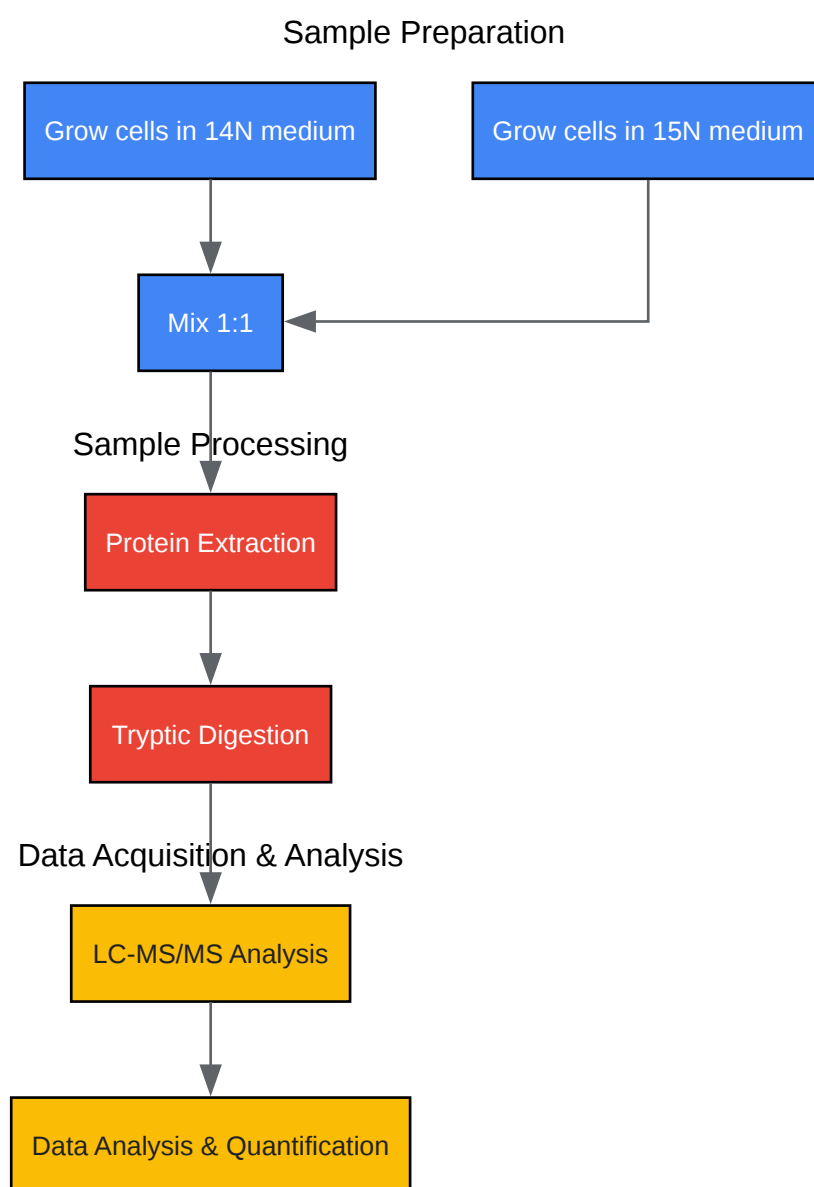 Sample Preparation
Grow cells in 14N medium
Grow cells in 15N medium
Mix 1:1
Sample Processing
Protein Extraction
Tryptic Digestion
Data Acquisition & Analysis
LC-MS/MS Analysis
Data Analysis & Quantification